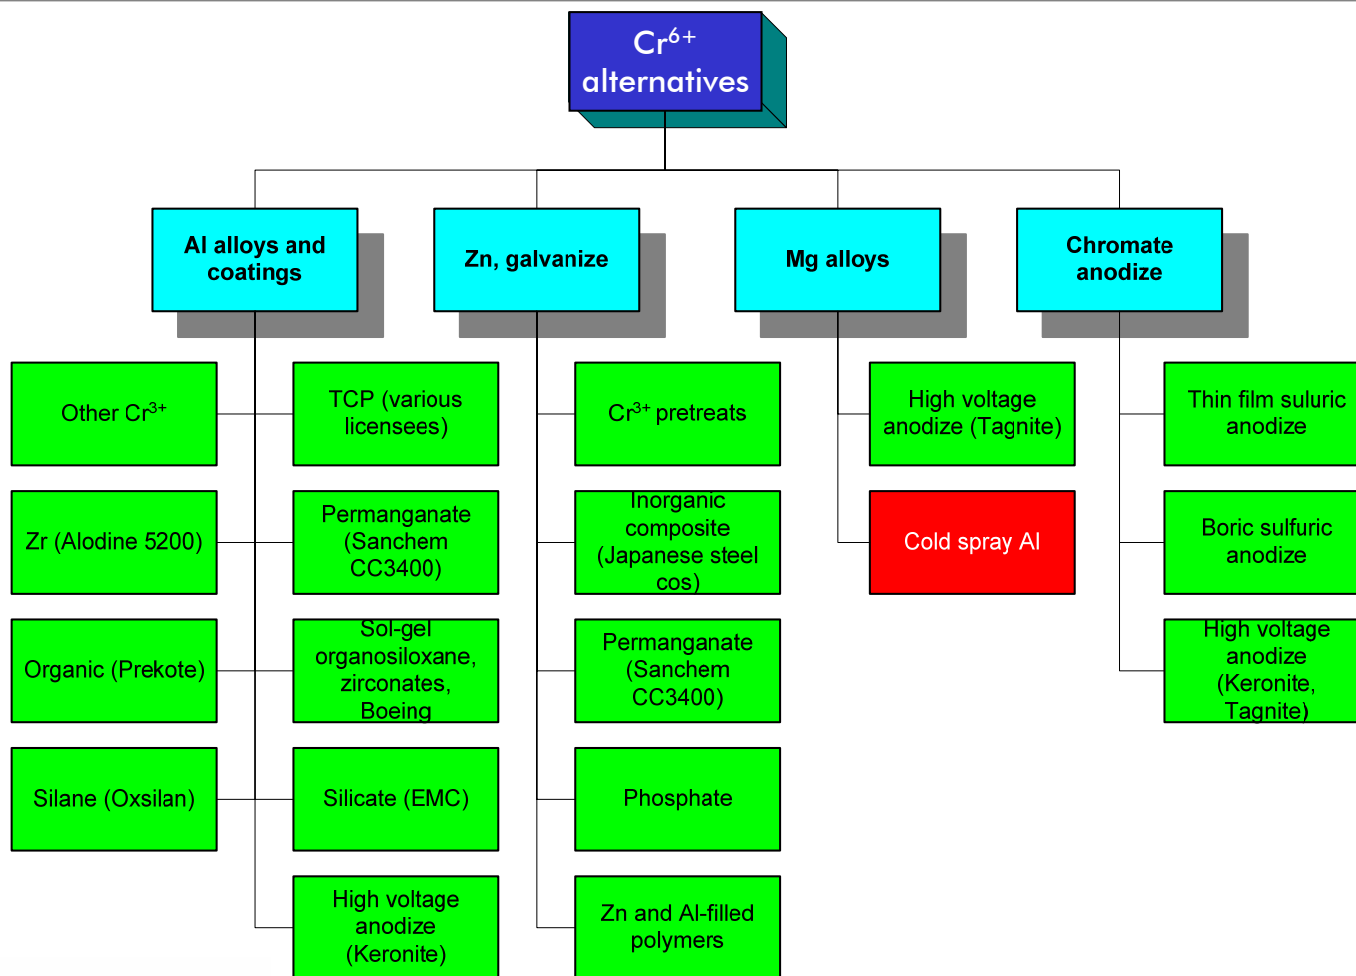 Cr⁶⁺
alternatives
Al alloys and
coatings
Zn, galvanize
Mg alloys
Chromate
anodize
Other Cr³⁺
TCP (various
licensees)
Zr (Alodine 5200)
Permanganate
(Sanchem
CC3400)
Organic (Prekote)
Sol-gel
organosiloxane,
zirconates,
Boeing
Silane (Oxsilan)
Silicate (EMC)
High voltage
anodize
(Keronite)
Cr³⁺ pretreats
Inorganic
composite
(Japanese steel
cos)
Permanganate
(Sanchem
CC3400)
Phosphate
Zn and Al-filled
polymers
High voltage
anodize (Tagnite)
Cold spray Al
Thin film suluric
anodize
Boric sulfuric
anodize
High voltage
anodize
(Keronite,
Tagnite)